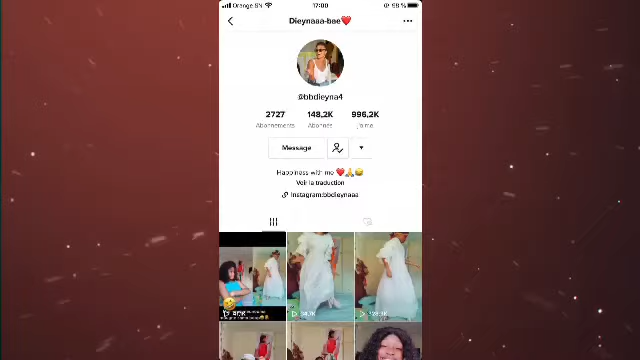 Orange SN
17:00
98 %
Dieynaaa-bae❤️
@bbdieyna4
2727 148,2K 996,2K
Abonnements Abonnés J'aime
Message
Happiness with me ❤️🙏😂
Voir la traduction
Instagram:bbdieynaaa